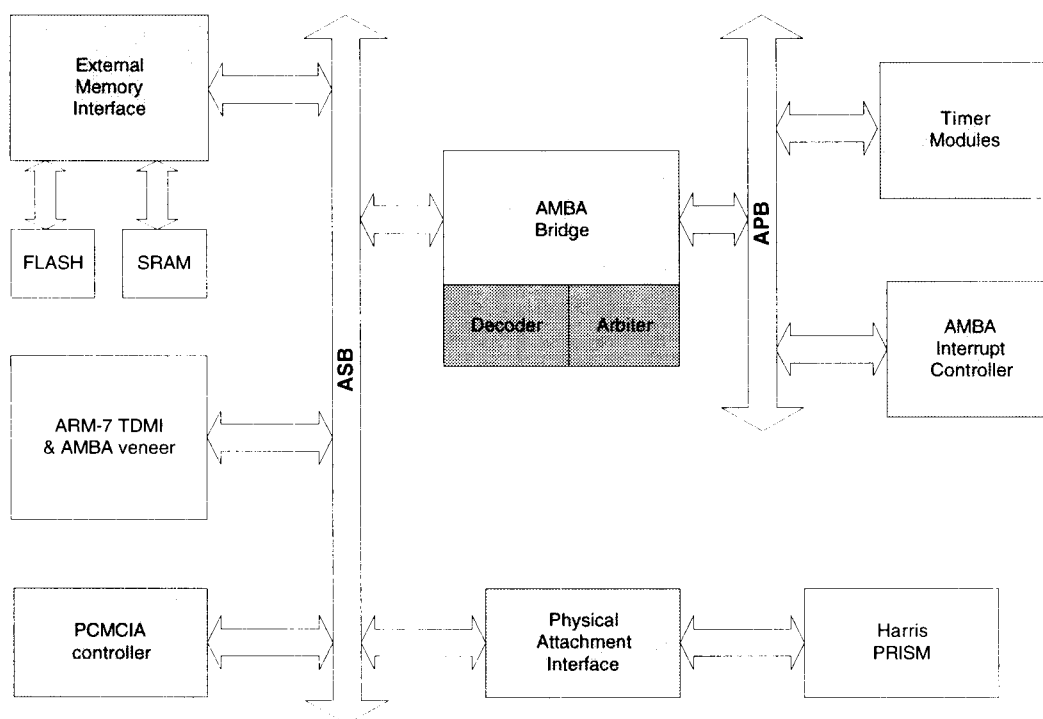 External
Memory
Interface
FLASH
SRAM
ARM-7 TDMI
& AMBA veneer
PCMCIA
controller
ASB
AMBA
Bridge
Decoder
Arbiter
Physical
Attachment
Interface
APB
Timer
Modules
AMBA
Interrupt
Controller
Harris
PRISM